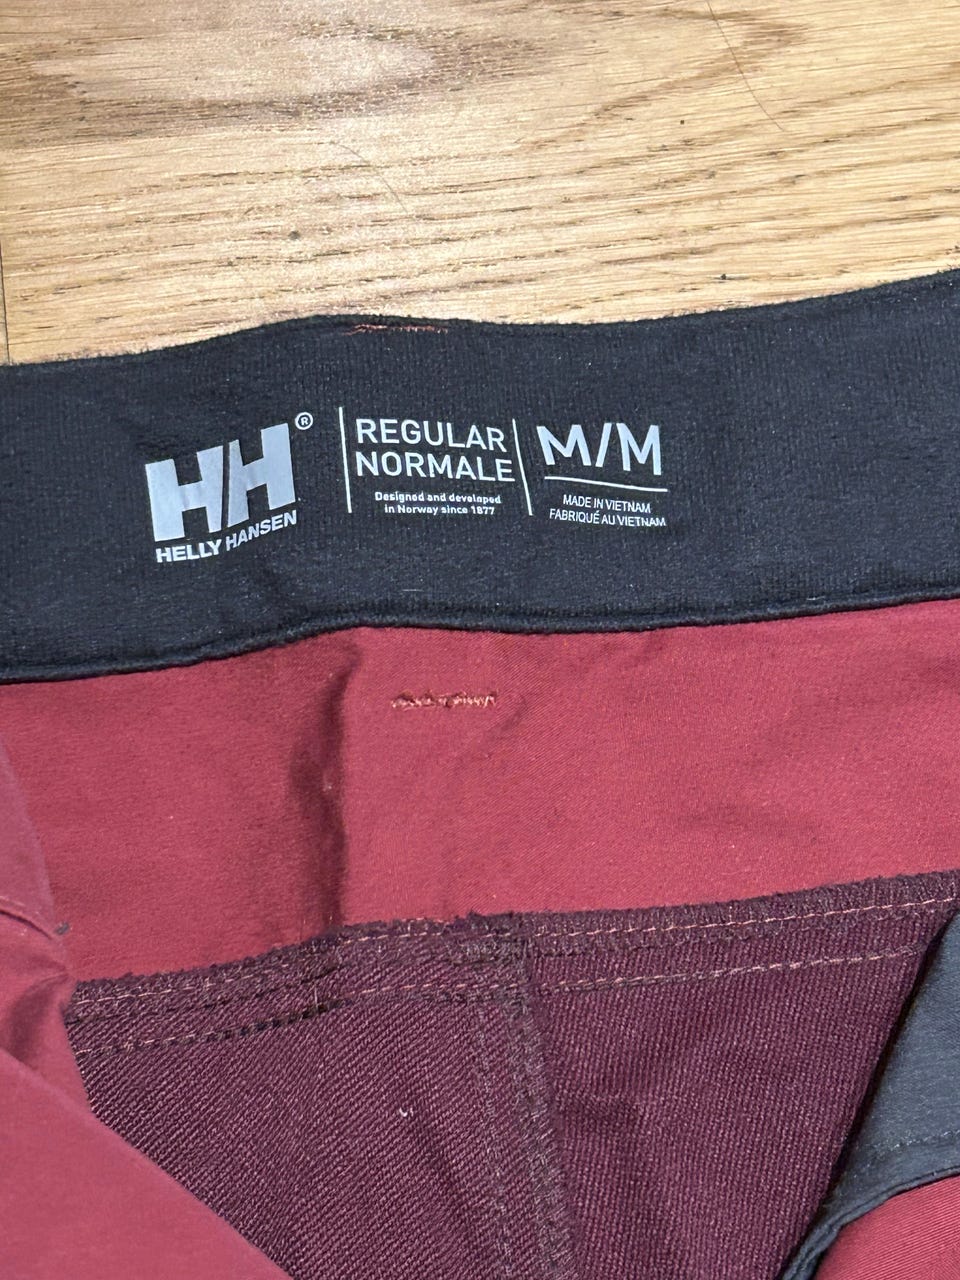 HH®
HELLY HANSEN
REGULAR
NORMALE
Designed and developed
in Norway since 1877
M/M
MADE IN VIETNAM
FABRIQUÉ AU VIETNAM